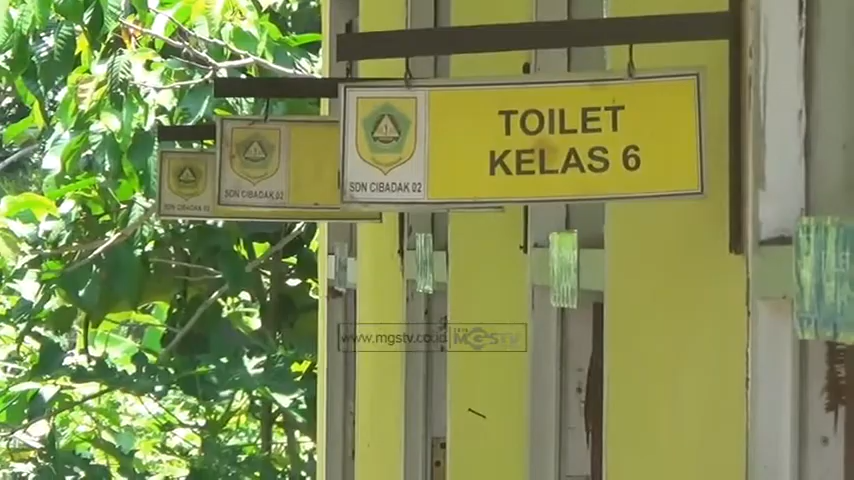 TOILET
KELAS 6
SDN CIBADAK 02
SDN CIBADAK 02
SDN CIBADAK 02
www.mgstv.co.id
MGSTV